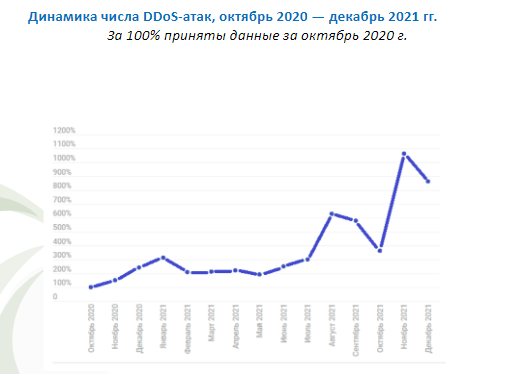 Динамика числа DDoS-атак, октябрь 2020 — декабрь 2021 гг.
За 100% приняты данные за октябрь 2020 г.
1200%
1100%
1000%
900%
800%
700%
600%
500%
400%
300%
200%
100%
0
Октябрь 2020
Ноябрь 2020
Декабрь 2020
Январь 2021
Февраль 2021
Март 2021
Апрель 2021
Май 2021
Июнь 2021
Июль 2021
Август 2021
Сентябрь 2021
Октябрь 2021
Ноябрь 2021
Декабрь 2021